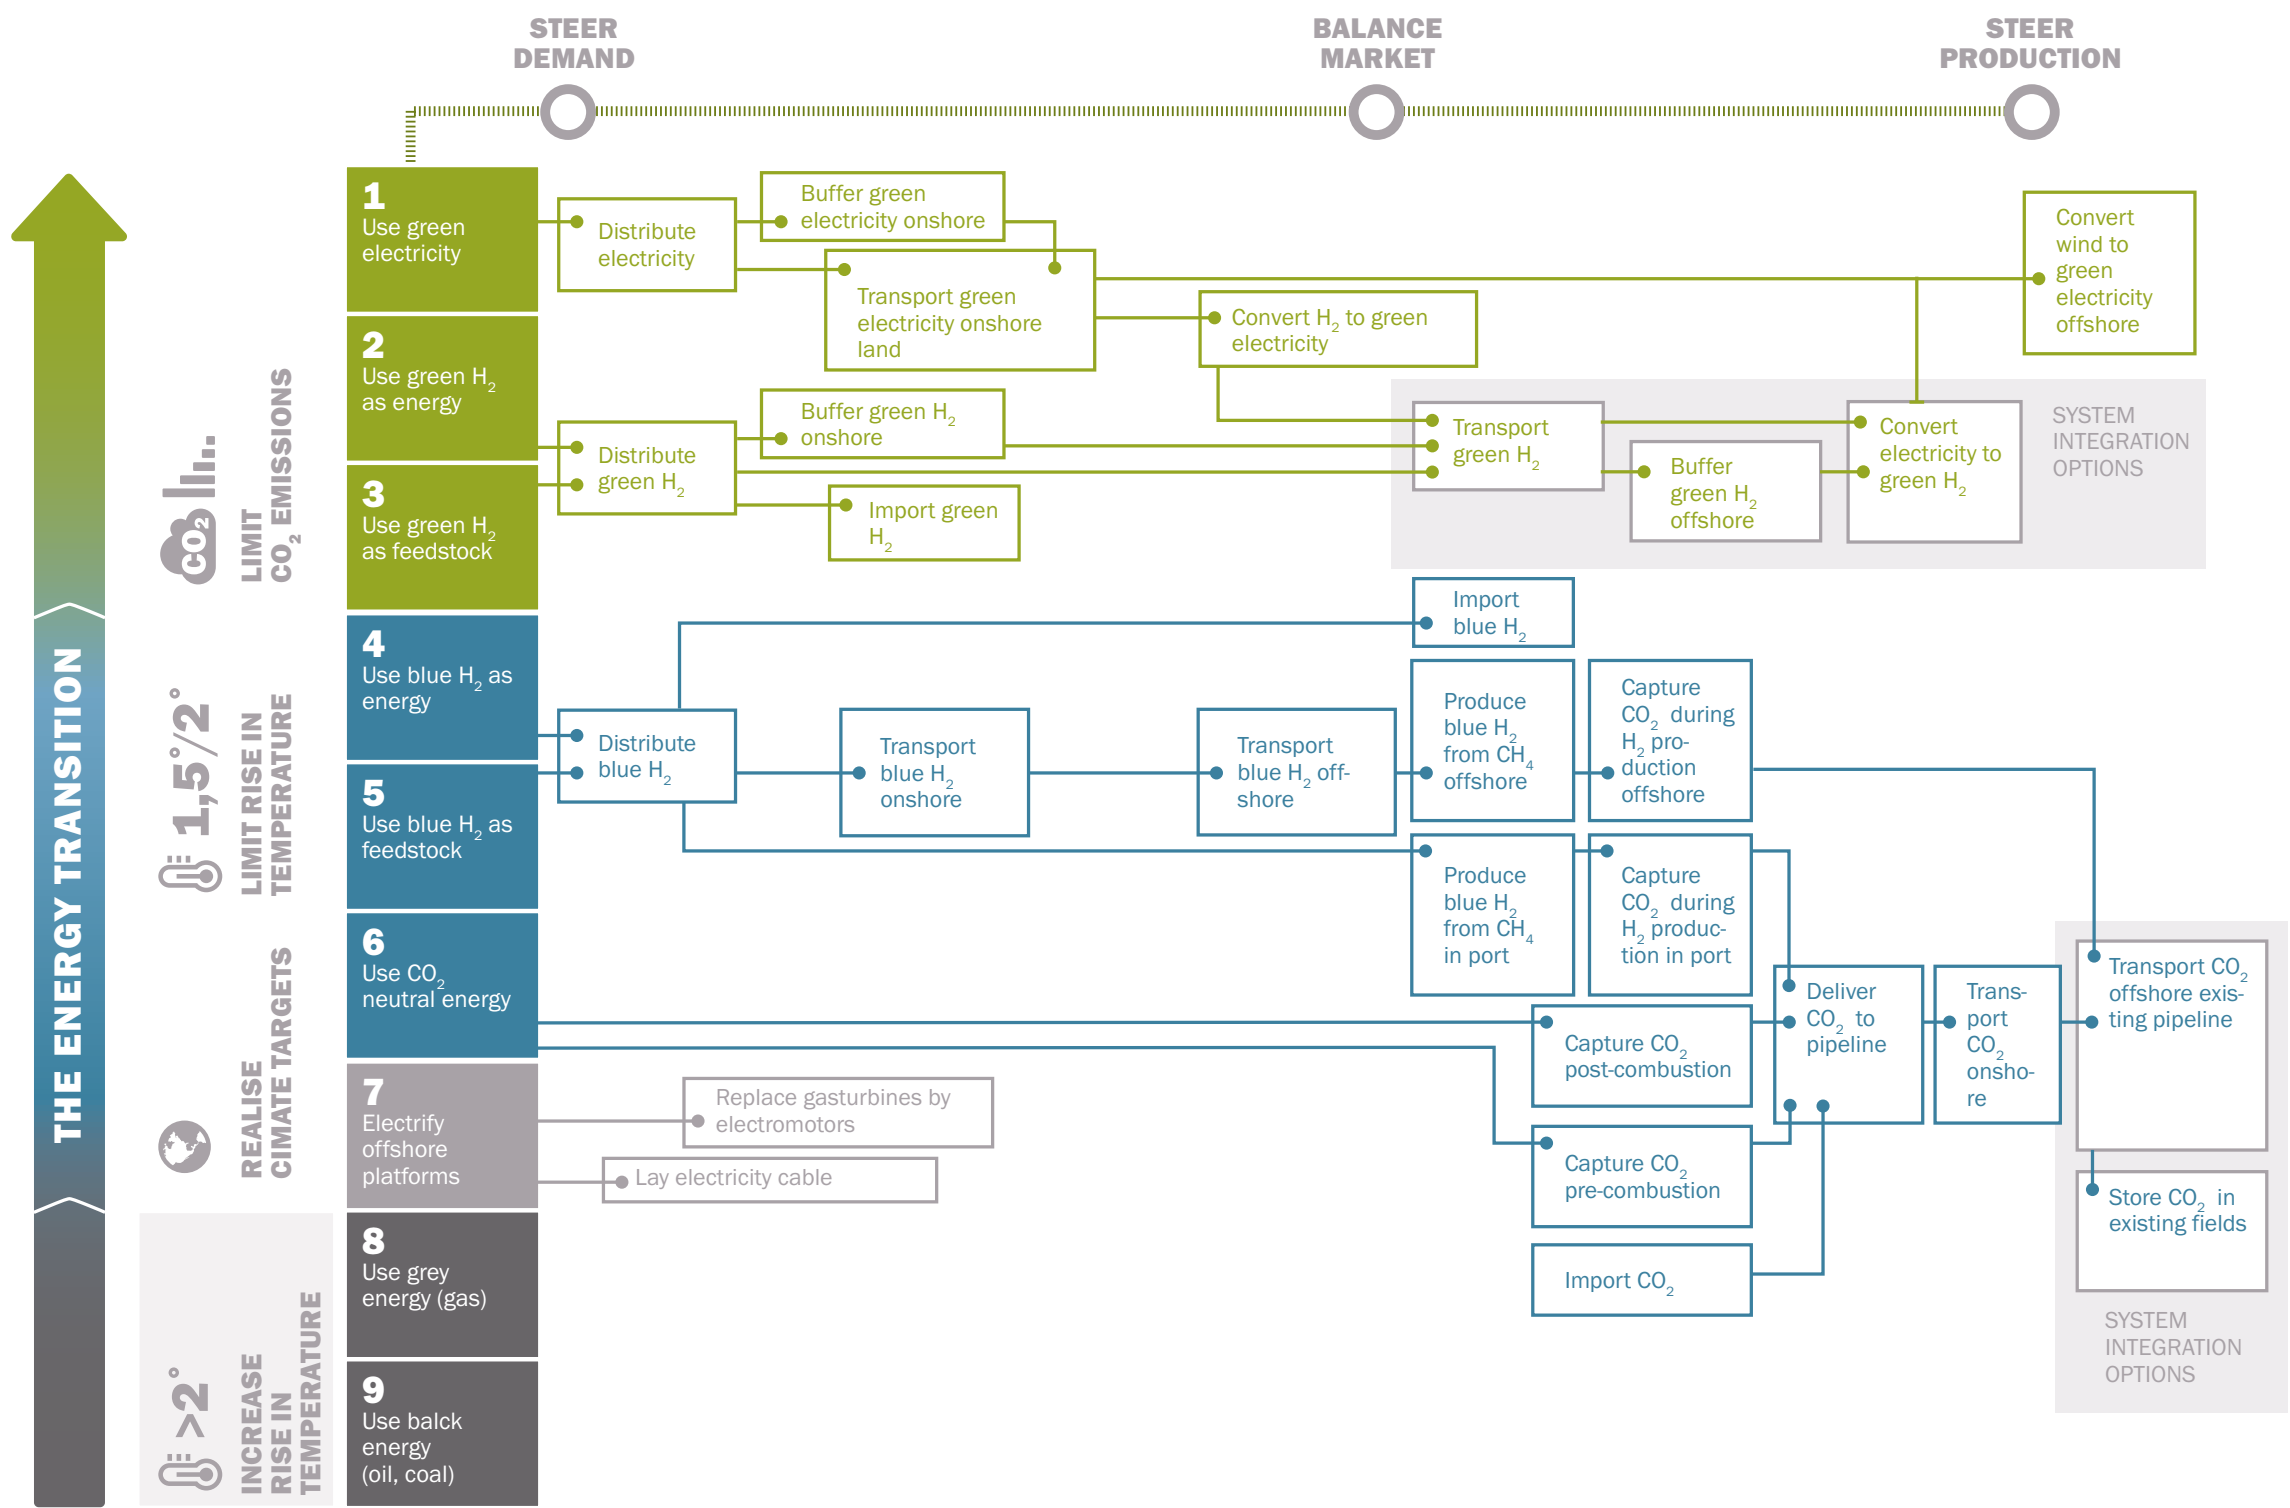 STEER
DEMAND
BALANCE
MARKET
STEER
PRODUCTION
THE ENERGY TRANSITION
LIMIT
CO₂ EMISSIONS
CO2
1,5°/2°
LIMIT RISE IN
TEMPERATURE
REALISE
CIMATE TARGETS
>2°
INCREASE
RISE IN
TEMPERATURE
1
Use green
electricity
2
Use green H₂
as energy
3
Use green H₂
as feedstock
4
Use blue H₂ as
energy
5
Use blue H₂ as
feedstock
6
Use CO₂
neutral energy
7
Electrify
offshore
platforms
8
Use grey
energy (gas)
9
Use balck
energy
(oil, coal)
Distribute
electricity
Buffer green
electricity onshore
Transport green
electricity onshore
land
Convert H₂ to green
electricity
Convert
wind to
green
electricity
offshore
Distribute
green H₂
Buffer green H₂
onshore
Import green
H₂
Transport
green H₂
Buffer
green H₂
offshore
Convert
electricity to
green H₂
SYSTEM
INTEGRATION
OPTIONS
Import
blue H₂
Distribute
blue H₂
Transport
blue H₂
onshore
Transport
blue H₂ off-
shore
Produce
blue H₂
from CH₄
offshore
Capture
CO₂ during
H₂ pro-
duction
offshore
Produce
blue H₂
from CH₄
in port
Capture
CO₂ during
H₂ produc-
tion in port
Capture CO₂
post-combustion
Capture CO₂
pre-combustion
Import CO₂
Deliver
CO₂ to
pipeline
Trans-
port
CO₂
onsho-
re
Transport CO₂
offshore exis-
ting pipeline
Store CO₂ in
existing fields
SYSTEM
INTEGRATION
OPTIONS
Replace gasturbines by
electromotors
Lay electricity cable